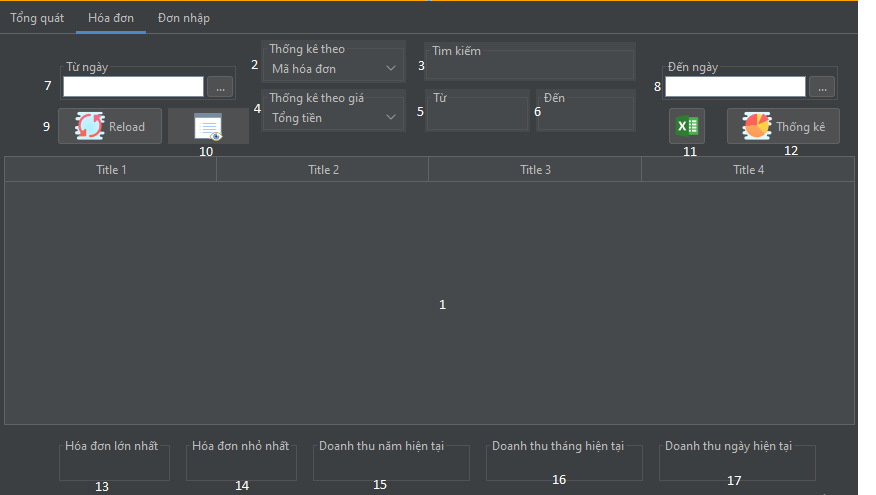 Tổng quát Hóa đơn Đơn nhập
Thống kê theo
2 Mã hóa đơn
Tìm kiếm
3
Từ ngày
7 ...
Đến ngày
8 ...
Thống kê theo giá
4 Tổng tiền
Từ
5
Đến
6
9 Reload
10
11
Thống kê
12
Title 1 Title 2 Title 3 Title 4
1
Hóa đơn lớn nhất Hóa đơn nhỏ nhất Doanh thu năm hiện tại Doanh thu tháng hiện tại Doanh thu ngày hiện tại
13 14 15 16 17